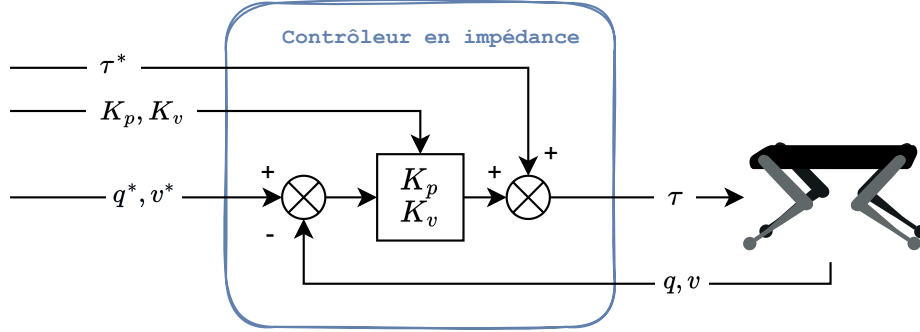 Contrôleur en impédance
τ*
K_p, K_v
+
+
+
q*, v*
K_p
K_v
τ
-
q, v